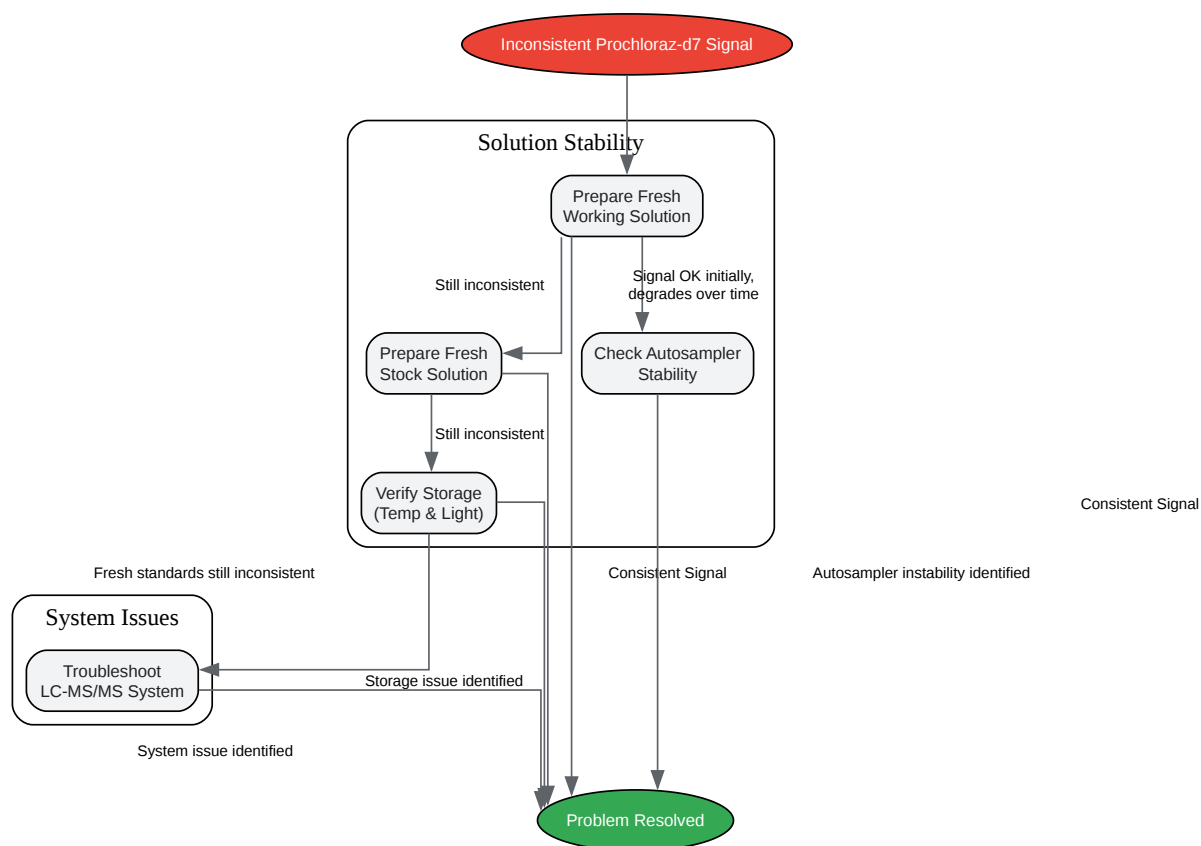 Inconsistent Prochloraz-d7 Signal
Solution Stability
Prepare Fresh
Working Solution
Still inconsistent
Signal OK initially,
degrades over time
Prepare Fresh
Stock Solution
Check Autosampler
Stability
Still inconsistent
Verify Storage
(Temp & Light)
Consistent Signal
Fresh standards still inconsistent
Consistent Signal
Autosampler instability identified
System Issues
Troubleshoot
LC-MS/MS System
Storage issue identified
System issue identified
Problem Resolved